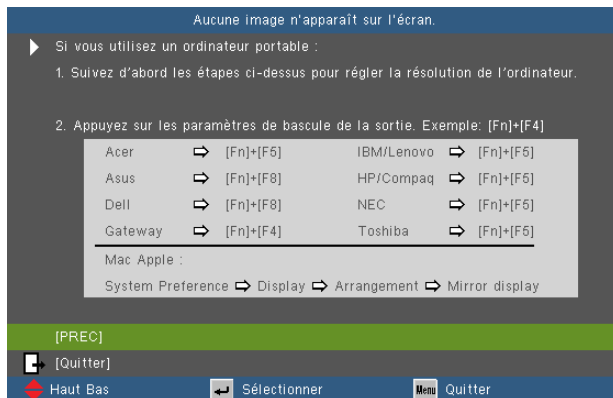 Aucune image n'apparaît sur l'écran.
Si vous utilisez un ordinateur portable :
1. Suivez d'abord les étapes ci-dessus pour régler la résolution de l'ordinateur.
2. Appuyez sur les paramètres de bascule de la sortie. Exemple: [Fn]+[F4]
Acer ⇨ [Fn]+[F5] IBM/Lenovo ⇨ [Fn]+[F5]
Asus ⇨ [Fn]+[F8] HP/Compaq ⇨ [Fn]+[F5]
Dell ⇨ [Fn]+[F8] NEC ⇨ [Fn]+[F5]
Gateway ⇨ [Fn]+[F4] Toshiba ⇨ [Fn]+[F5]
Mac Apple :
System Preference ⇨ Display ⇨ Arrangement ⇨ Mirror display
[PREC]
[Quitter]
Haut Bas Sélectionner Menu Quitter